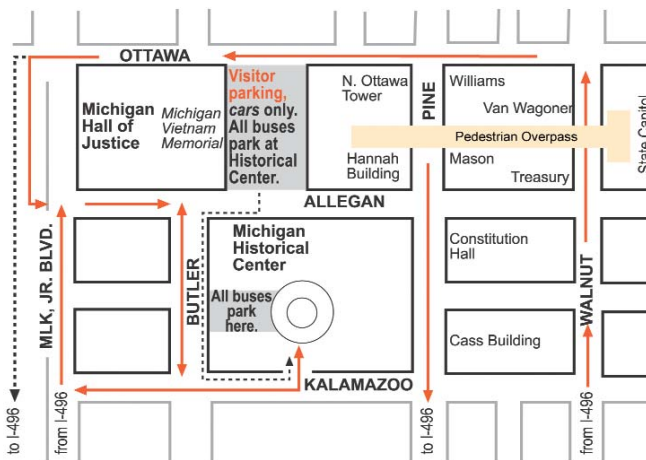 OTTAWA
Visitor
parking,
cars only.
All buses
park at
Historical
Center.
Michigan
Hall of
Justice
Michigan
Vietnam
Memorial
N. Ottawa
Tower
Hannah
Building
PINE
Williams
Van Wagoner
Pedestrian Overpass
Mason
Treasury
State Capitol
ALLEGAN
MLK, JR. BLVD.
BUTLER
Michigan
Historical
Center
All buses
park
here.
Constitution
Hall
Cass Building
WALNUT
KALAMAZOO
to I-496
from I-496
to I-496
from I-496